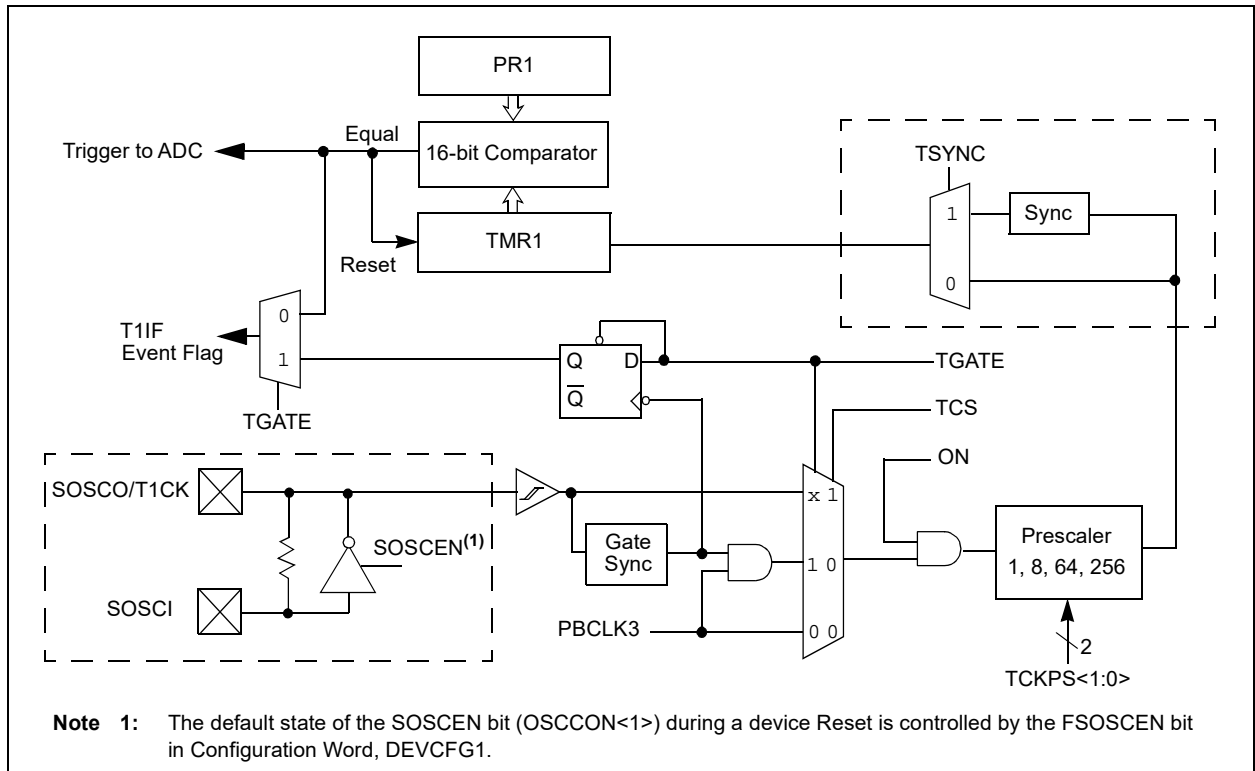 PR1
Equal
Trigger to ADC
16-bit Comparator
TSYNC
1
Sync
TMR1
Reset
0
0
T1IF
Event Flag
1
Q
D
Q̅
TGATE
TGATE
TCS
ON
SOSCO/T1CK
x 1
SOSCEN(1)
Gate
Sync
1 0
Prescaler
1, 8, 64, 256
SOSCI
PBCLK3
0 0
2
TCKPS<1:0>
Note 1: The default state of the SOSCEN bit (OSCCON<1>) during a device Reset is controlled by the FSOSCEN bit
in Configuration Word, DEVCFG1.